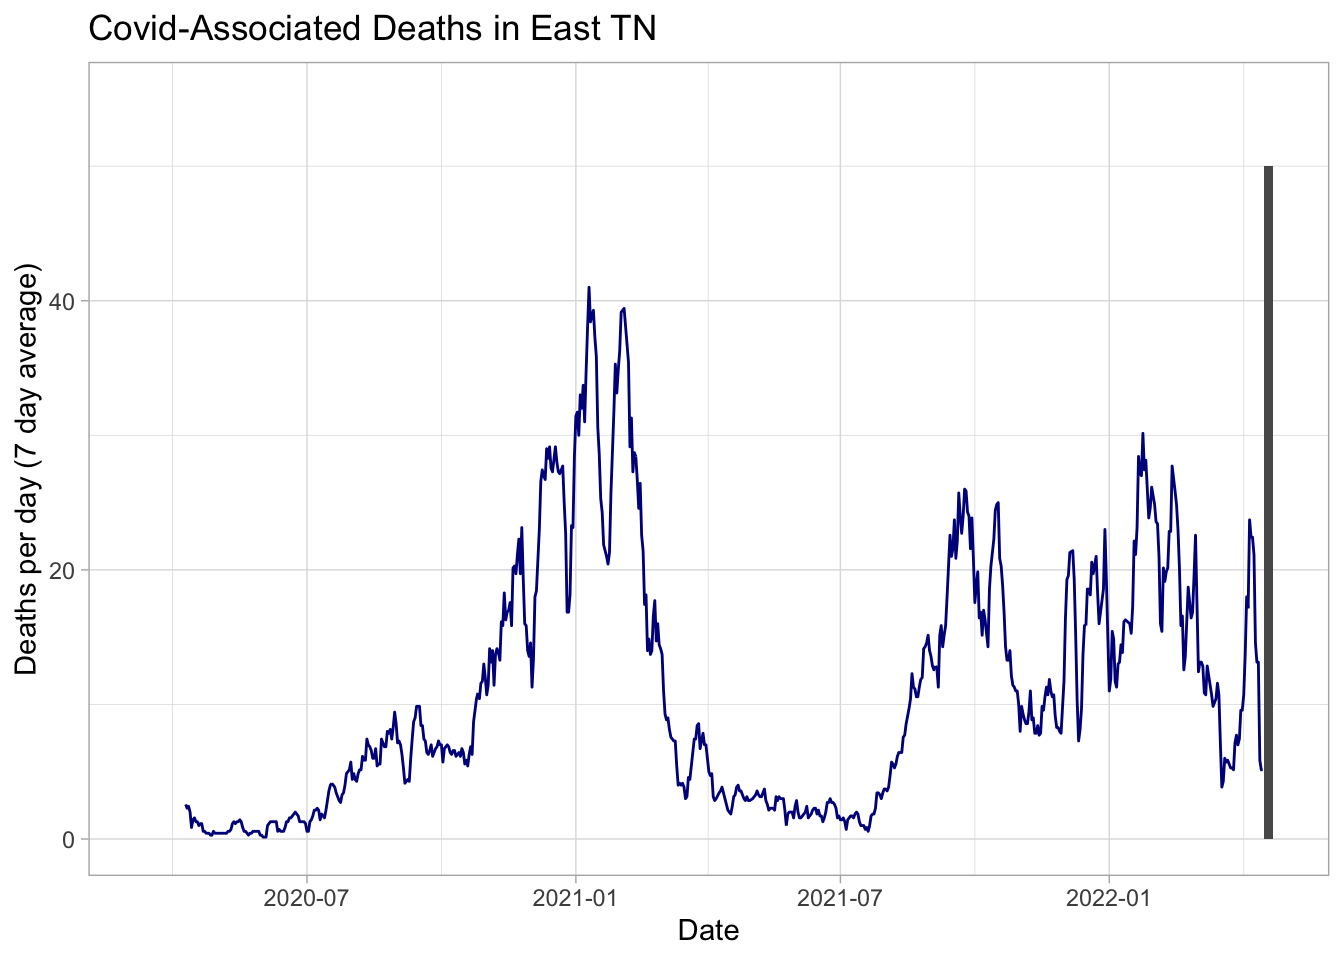 Covid-Associated Deaths in East TN
Deaths per day (7 day average)
40
20
0
2020-07
2021-01
2021-07
2022-01
Date